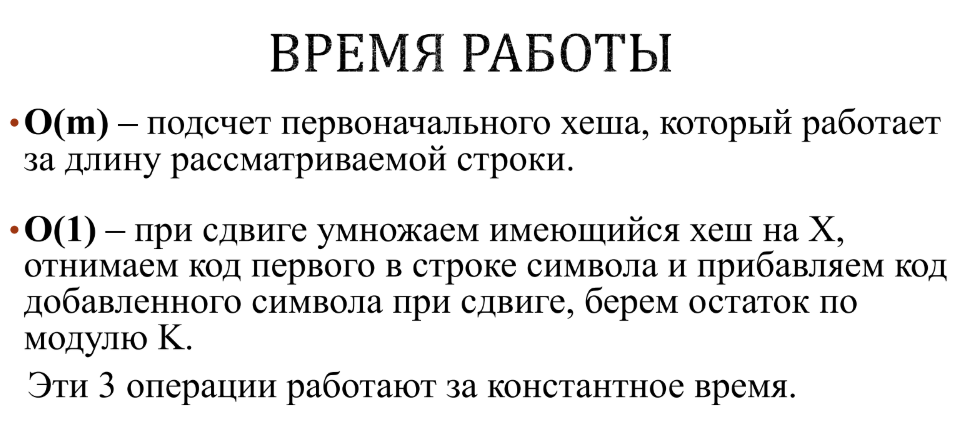 ВРЕМЯ РАБОТЫ
•O(m) – подсчет первоначального хеша, который работает
за длину рассматриваемой строки.
•O(1) – при сдвиге умножаем имеющийся хеш на X,
отнимаем код первого в строке символа и прибавляем код
добавленного символа при сдвиге, берем остаток по
модулю K.
Эти 3 операции работают за константное время.